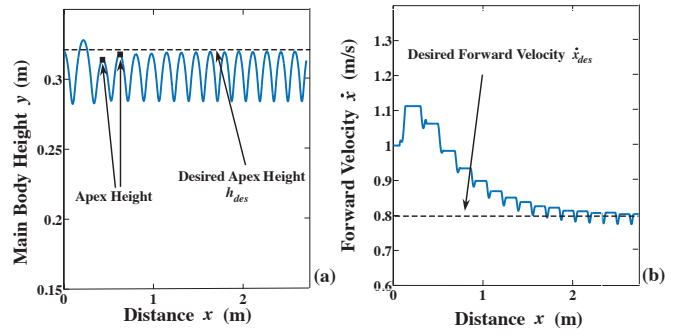 0.3
0.25
0.2
0.15
0
1
2
Main Body Height y (m)
Distance x (m)
Apex Height
Desired Apex Height
h_des
(a)
1.4
1.3
1.2
1.1
1
0.9
0.8
0.7
0.6
0
1
2
Forward Velocity ẋ (m/s)
Distance x (m)
Desired Forward Velocity ẋ_des
(b)